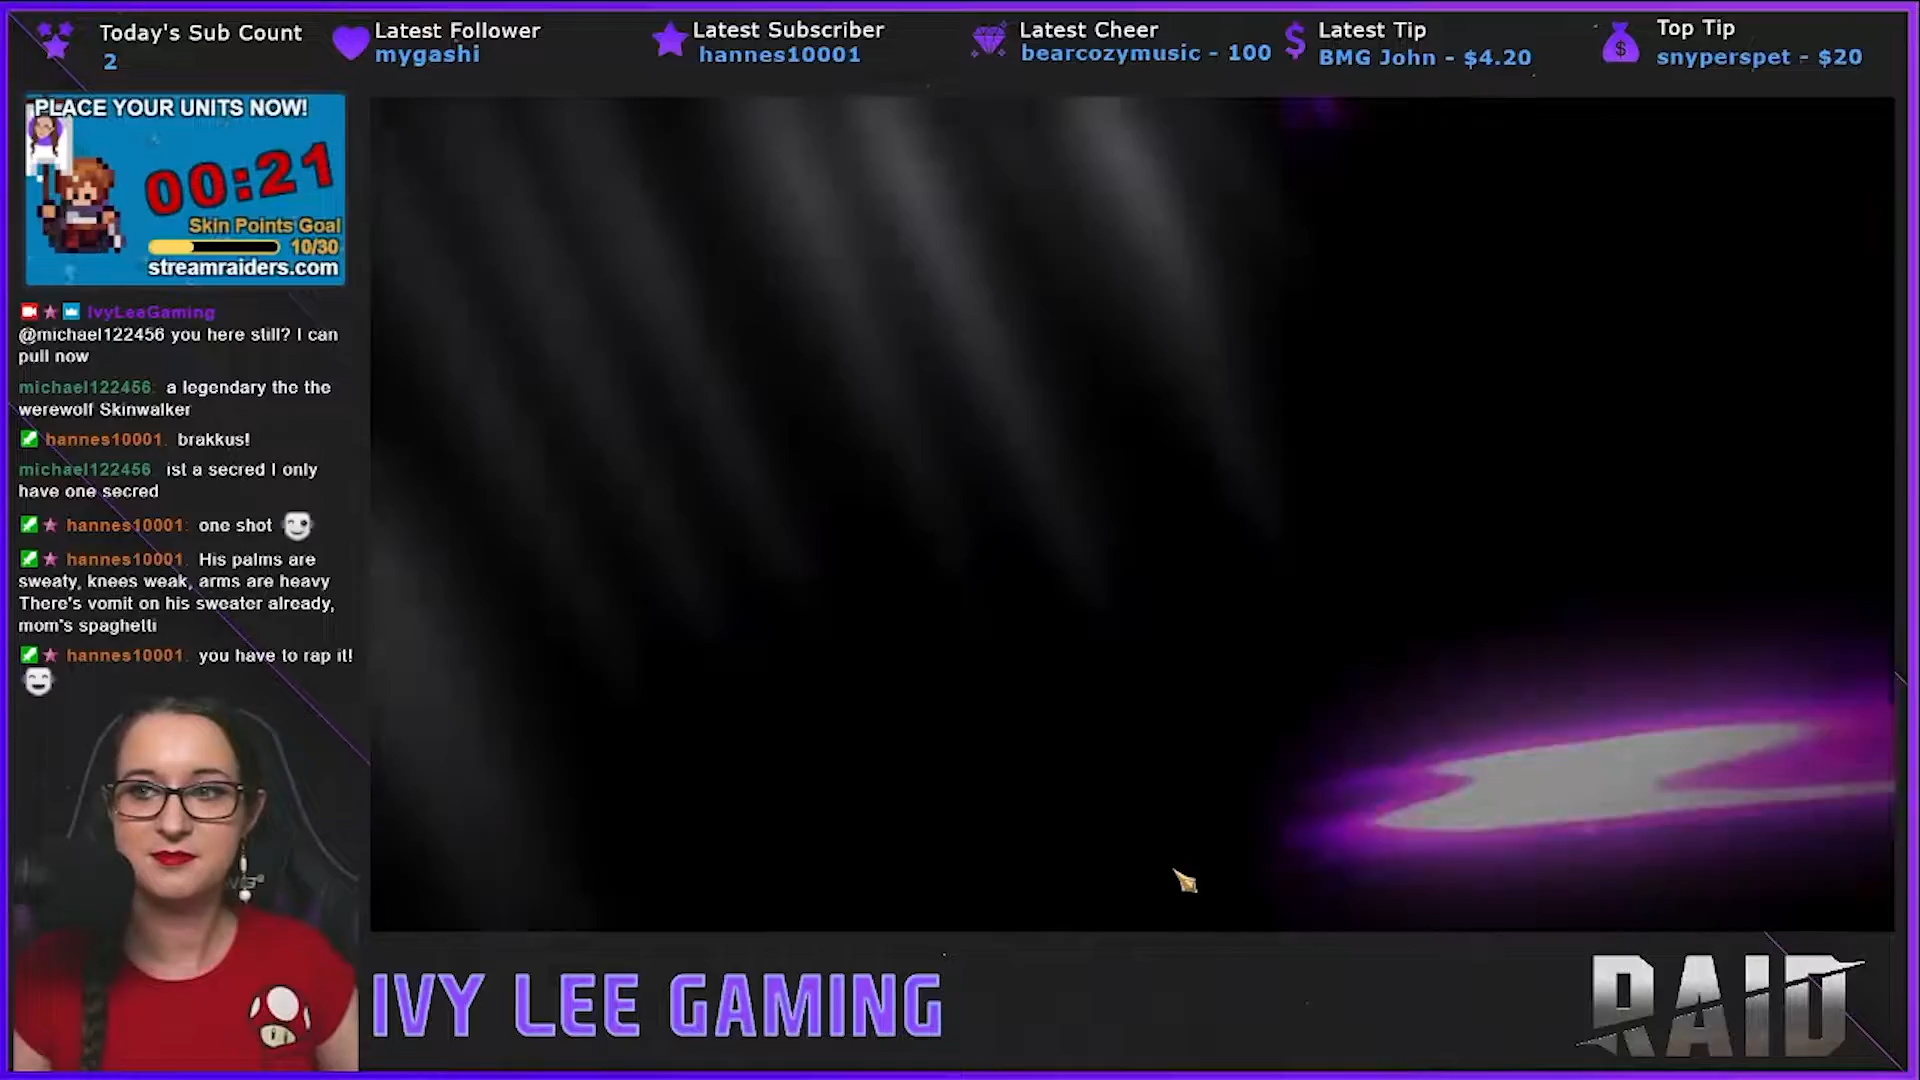 Today's Sub Count
2
Latest Follower
mygashi
Latest Subscriber
hannes10001
Latest Cheer
bearcozymusic - 100
Latest Tip
BMG John - $4.20
Top Tip
snyperspet - $20
PLACE YOUR UNITS NOW!
00:21
Skin Points Goal
10/30
streamraiders.com
IvyLeeGaming
@michael122456 you here still? I can
pull now
michael122456: a legendary the the
werewolf Skinwalker
hannes10001: brakkus!
michael122456: ist a secred I only
have one secred
hannes10001: one shot
hannes10001: His palms are
sweaty, knees weak, arms are heavy
There's vomit on his sweater already,
mom's spaghetti
hannes10001: you have to rap it!
IVY LEE GAMING
RAID